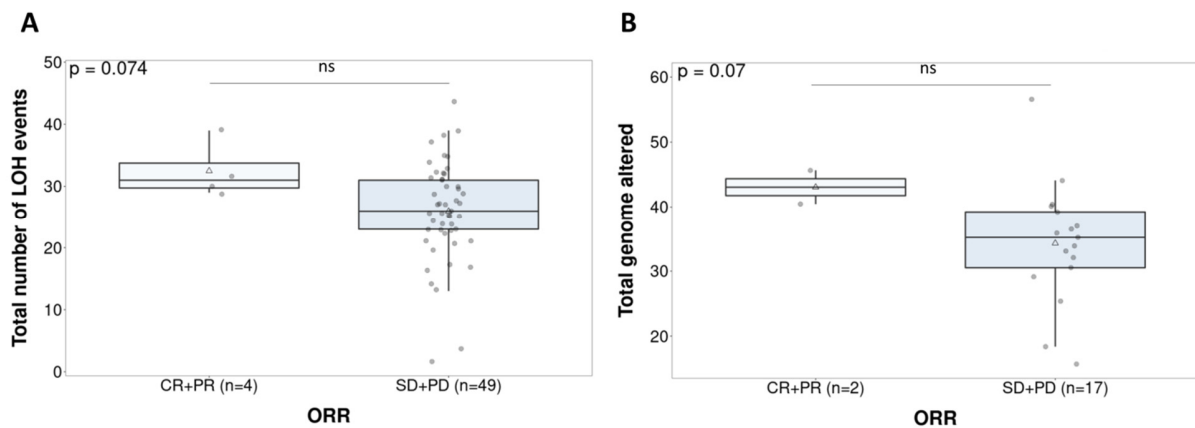 A
p = 0.074
ns
Total number of LOH events
50
40
30
20
10
0
CR+PR (n=4)
SD+PD (n=49)
ORR
B
p = 0.07
ns
Total genome altered
60
50
40
30
20
CR+PR (n=2)
SD+PD (n=17)
ORR